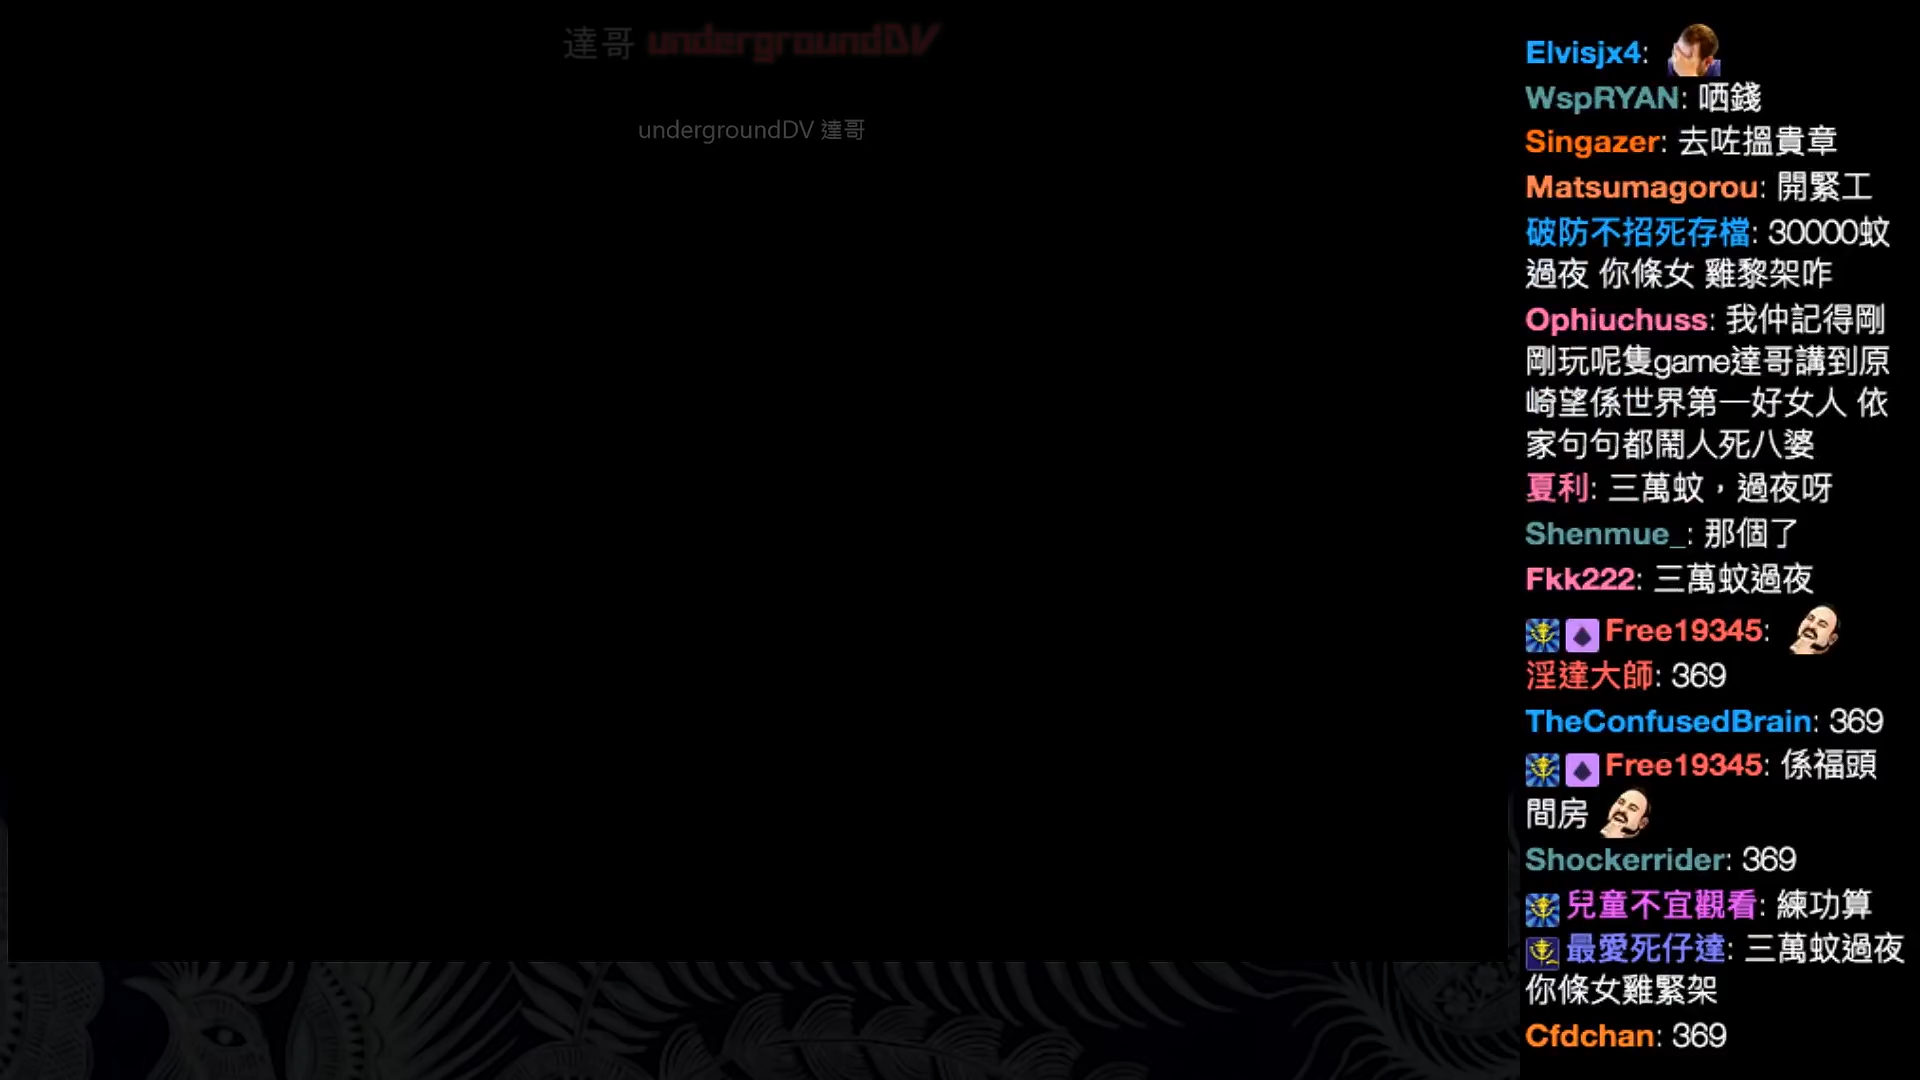 達哥 undergroundDV
undergroundDV 達哥
Elvisjx4:
WspRYAN: 哂錢
Singazer: 去咗搵貴章
Matsumagorou: 開緊工
破防不招死存檔: 30000蚊
過夜 你條女 雞黎架咋
Ophiuchuss: 我仲記得剛
剛玩呢隻game達哥講到原
崎望係世界第一好女人 依
家句句都鬧人死八婆
夏利: 三萬蚊，過夜呀
Shenmue_: 那個了
Fkk222: 三萬蚊過夜
Free19345:
淫達大師: 369
TheConfusedBrain: 369
Free19345: 係福頭
間房
Shockerrider: 369
兒童不宜觀看: 練功算
最愛死仔達: 三萬蚊過夜
你條女雞緊架
Cfdchan: 369